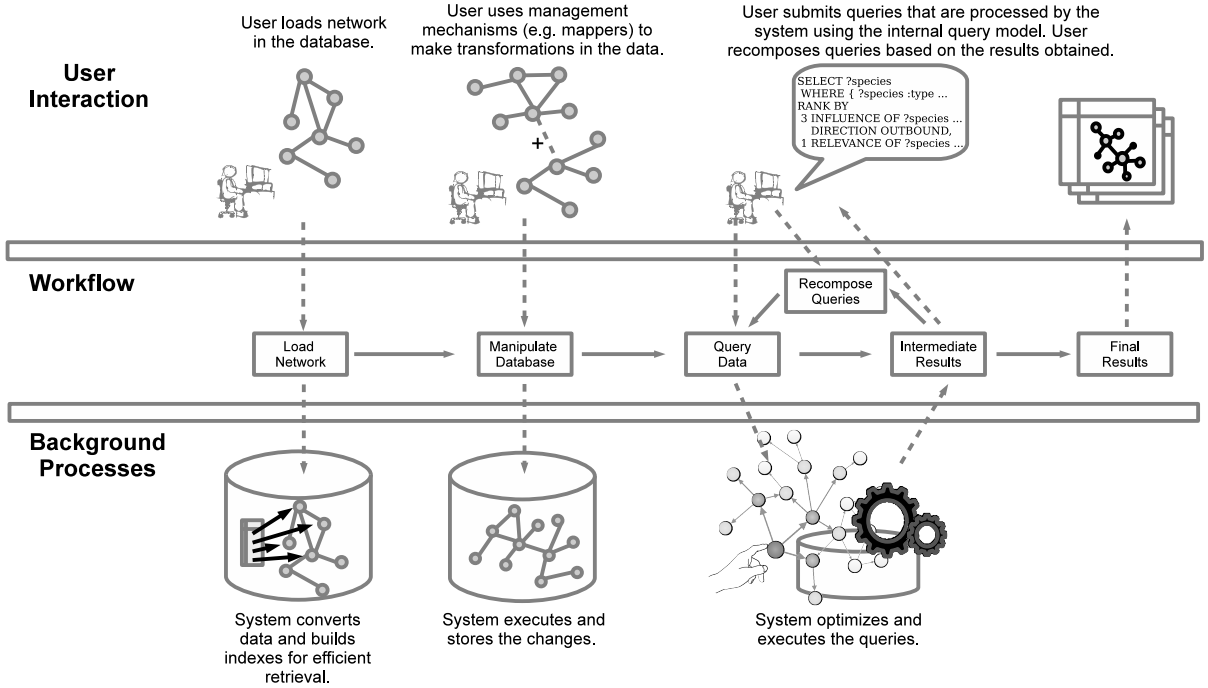 User loads network
in the database.
User uses management
mechanisms (e.g. mappers) to
make transformations in the data.
User submits queries that are processed by the
system using the internal query model. User
recomposes queries based on the results obtained.
User
Interaction
SELECT ?species
WHERE { ?species :type ...
RANK BY
3 INFLUENCE OF ?species ...
DIRECTION OUTBOUND,
1 RELEVANCE OF ?species ...
+
Workflow
Recompose
Queries
Load
Network
Manipulate
Database
Query
Data
Intermediate
Results
Final
Results
Background
Processes
System converts
data and builds
indexes for efficient
retrieval.
System executes and
stores the changes.
System optimizes and
executes the queries.